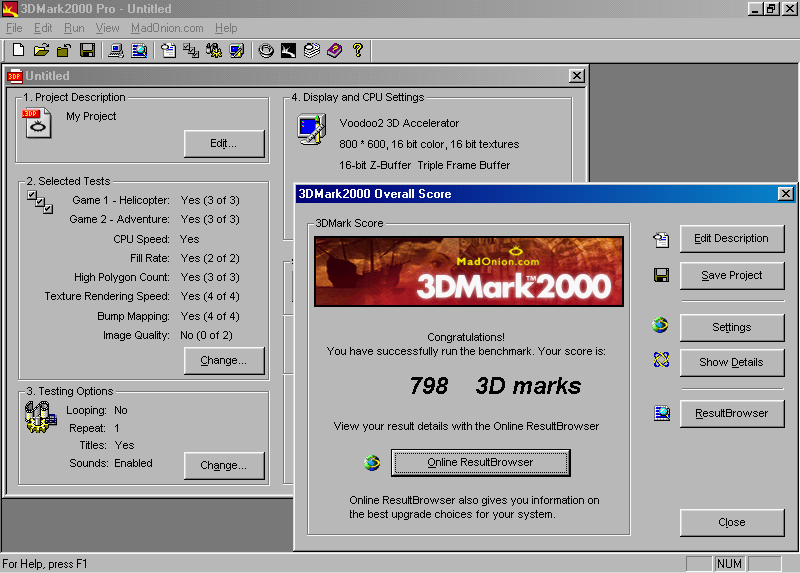 3DMark2000 Pro - Untitled
File Edit Run View MadOnion.com Help
3DP Untitled
1. Project Description
3DP
My Project
Edit...
2. Selected Tests
Game 1 - Helicopter: Yes (3 of 3)
Game 2 - Adventure: Yes (3 of 3)
CPU Speed: Yes
Fill Rate: Yes (2 of 2)
High Polygon Count: Yes (3 of 3)
Texture Rendering Speed: Yes (4 of 4)
Bump Mapping: Yes (4 of 4)
Image Quality: No (0 of 2)
Change...
3. Testing Options
Looping: No
Repeat: 1
Titles: Yes
Sounds: Enabled
Change...
4. Display and CPU Settings
Voodoo2 3D Accelerator
800 * 600, 16 bit color, 16 bit textures
16-bit Z-Buffer Triple Frame Buffer
3DMark2000 Overall Score
3DMark Score
MadOnion.com
3DMark™2000
Congratulations!
You have successfully run the benchmark. Your score is:
798 3D marks
View your result details with the Online ResultBrowser
Online ResultBrowser
Online ResultBrowser also gives you information on
the best upgrade choices for your system.
Edit Description
Save Project
Settings
Show Details
ResultBrowser
Close
For Help, press F1
NUM